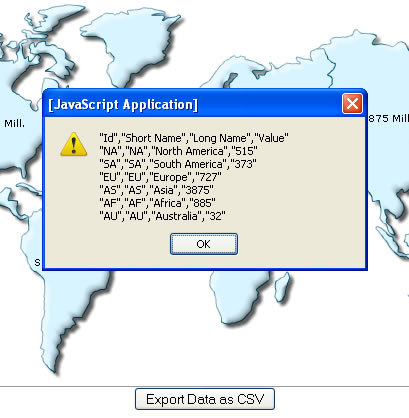 Mill.
875 Mill
[JavaScript Application]
"Id","Short Name","Long Name","Value"
"NA","NA","North America","515"
"SA","SA","South America","373"
"EU","EU","Europe","727"
"AS","AS","Asia","3875"
"AF","AF","Africa","885"
"AU","AU","Australia","32"
OK
S
Export Data as CSV